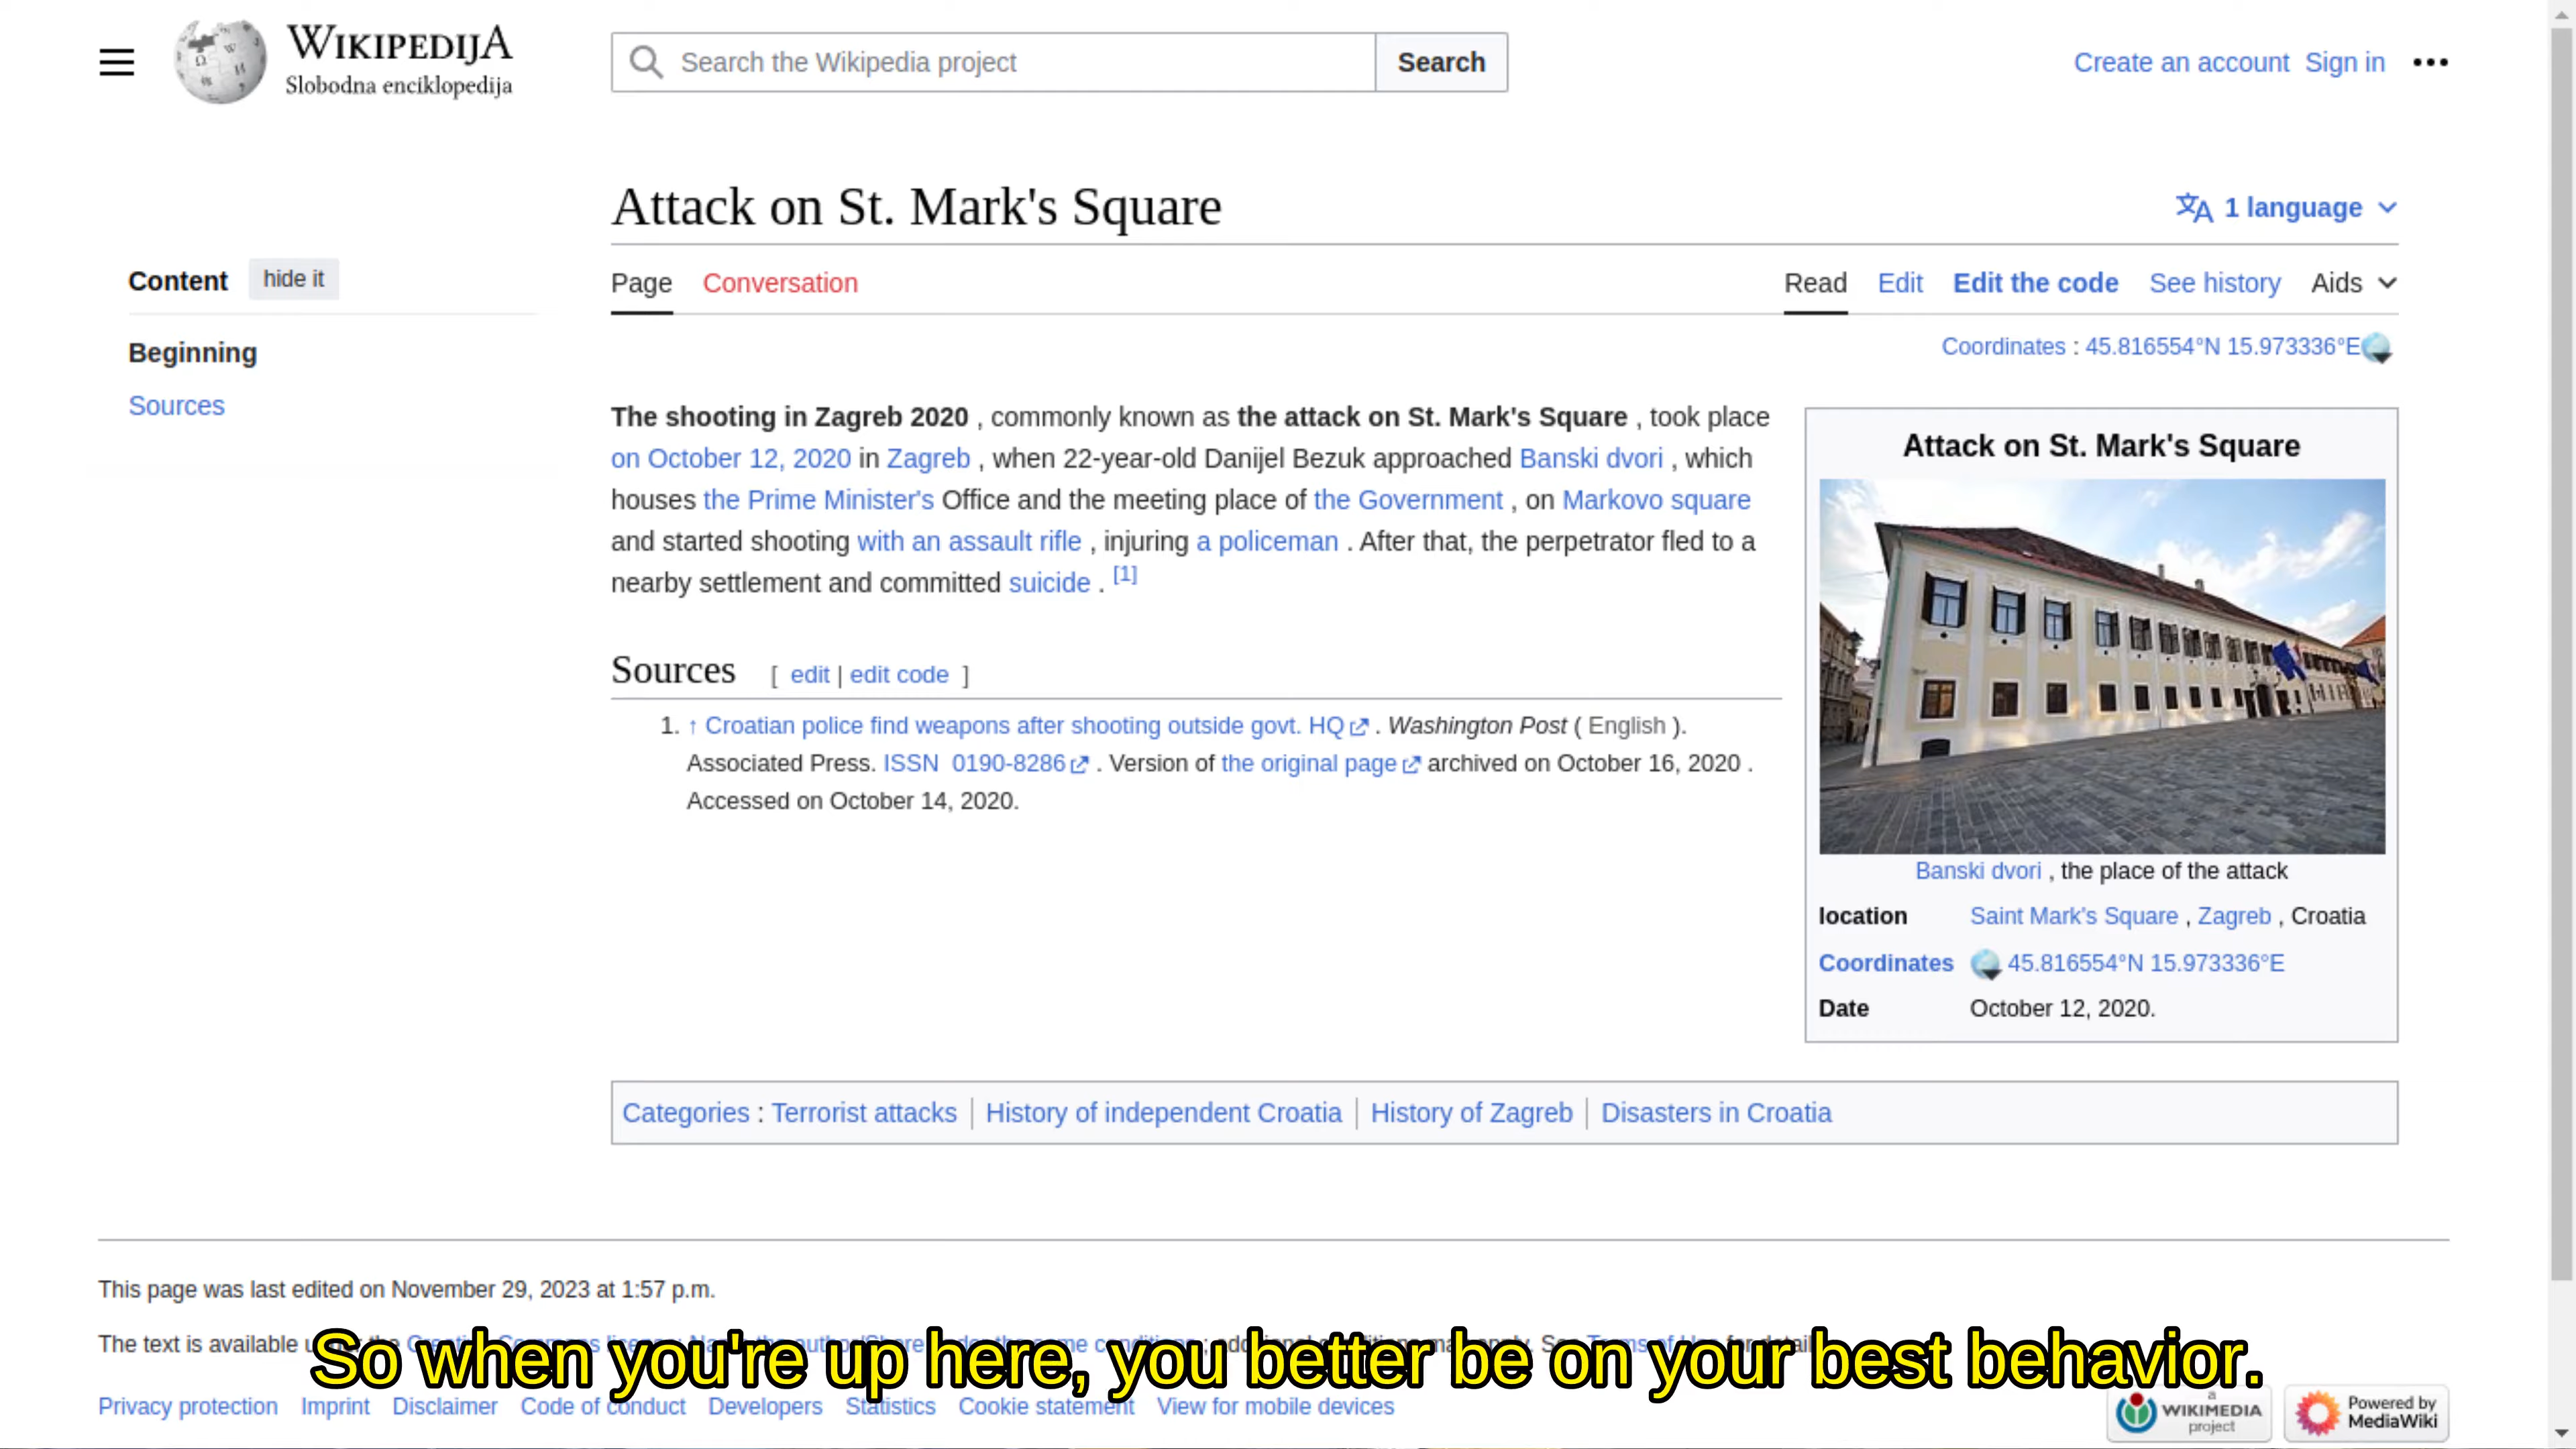 WIKIPEDIJA
Slobodna enciklopedija
Search the Wikipedia project
Search
Create an account Sign in •••
Attack on St. Mark's Square
1 language
Content hide it
Beginning
Sources
Page Conversation
Read Edit Edit the code See history Aids
Coordinates : 45.816554°N 15.973336°E
The shooting in Zagreb 2020 , commonly known as the attack on St. Mark's Square , took place
on October 12, 2020 in Zagreb , when 22-year-old Danijel Bezuk approached Banski dvori , which
houses the Prime Minister's Office and the meeting place of the Government , on Markovo square
and started shooting with an assault rifle , injuring a policeman . After that, the perpetrator fled to a
nearby settlement and committed suicide . [1]
Sources [ edit | edit code ]
1. ↑ Croatian police find weapons after shooting outside govt. HQ . Washington Post ( English ).
Associated Press. ISSN 0190-8286 . Version of the original page archived on October 16, 2020 .
Accessed on October 14, 2020.
Attack on St. Mark's Square
Banski dvori , the place of the attack
location Saint Mark's Square , Zagreb , Croatia
Coordinates 45.816554°N 15.973336°E
Date October 12, 2020.
Categories : Terrorist attacks | History of independent Croatia | History of Zagreb | Disasters in Croatia
This page was last edited on November 29, 2023 at 1:57 p.m.
The text is available
So when you're up here, you better be on your best behavior.
Privacy protection Imprint Disclaimer Code of conduct Developers Statistics Cookie statement View for mobile devices
a
WIKIMEDIA
project
Powered by
MediaWiki